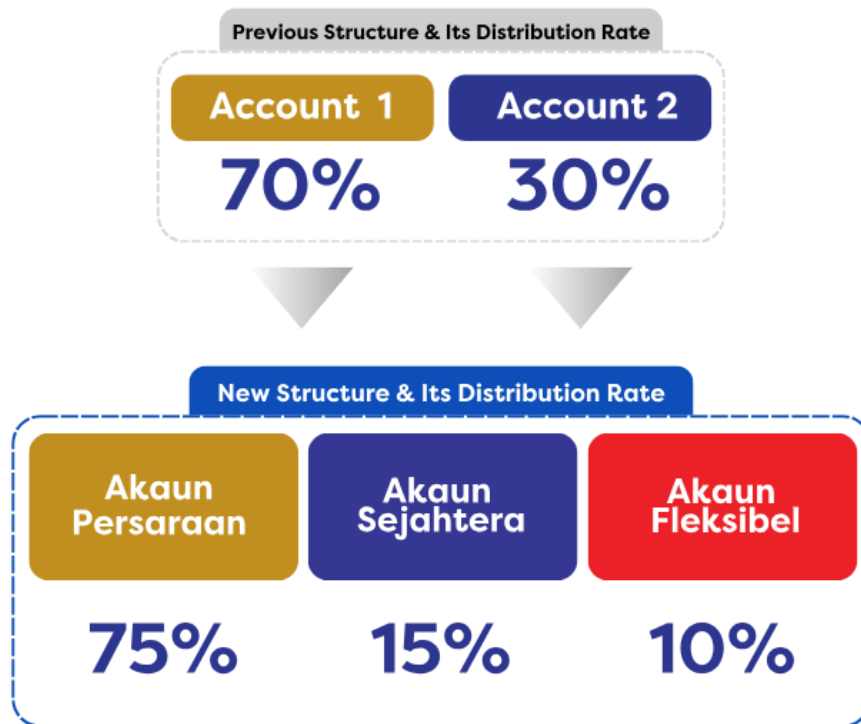 Previous Structure & Its Distribution Rate
Account 1
Account 2
70%
30%
New Structure & Its Distribution Rate
Akaun
Persaraan
Akaun
Sejahtera
Akaun
Fleksibel
75%
15%
10%